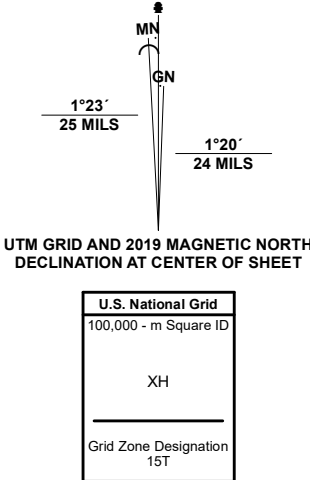 MN
GN
1°23´
25 MILS
1°20´
24 MILS
UTM GRID AND 2019 MAGNETIC NORTH
DECLINATION AT CENTER OF SHEET
U.S. National Grid
100,000 - m Square ID
XH
Grid Zone Designation
15T